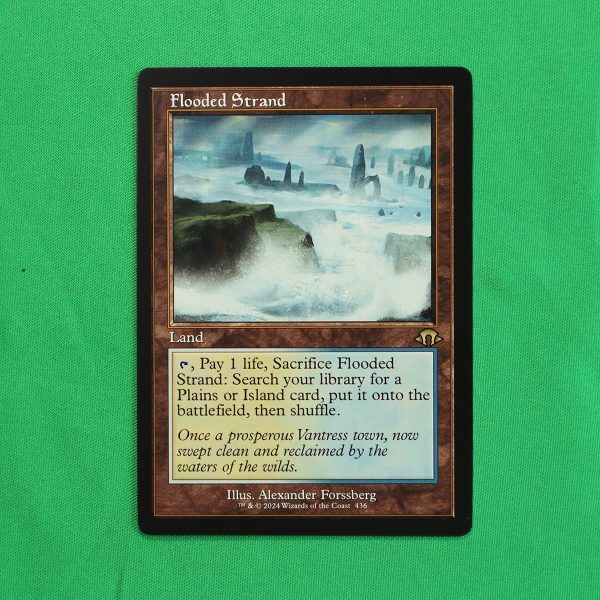 Flooded Strand
Land
, Pay 1 life, Sacrifice Flooded
Strand: Search your library for a
Plains or Island card, put it onto the
battlefield, then shuffle.
Once a prosperous Vantress town, now
swept clean and reclaimed by the
waters of the wilds.
Illus. Alexander Forssberg
™ & © 2024 Wizards of the Coast 436